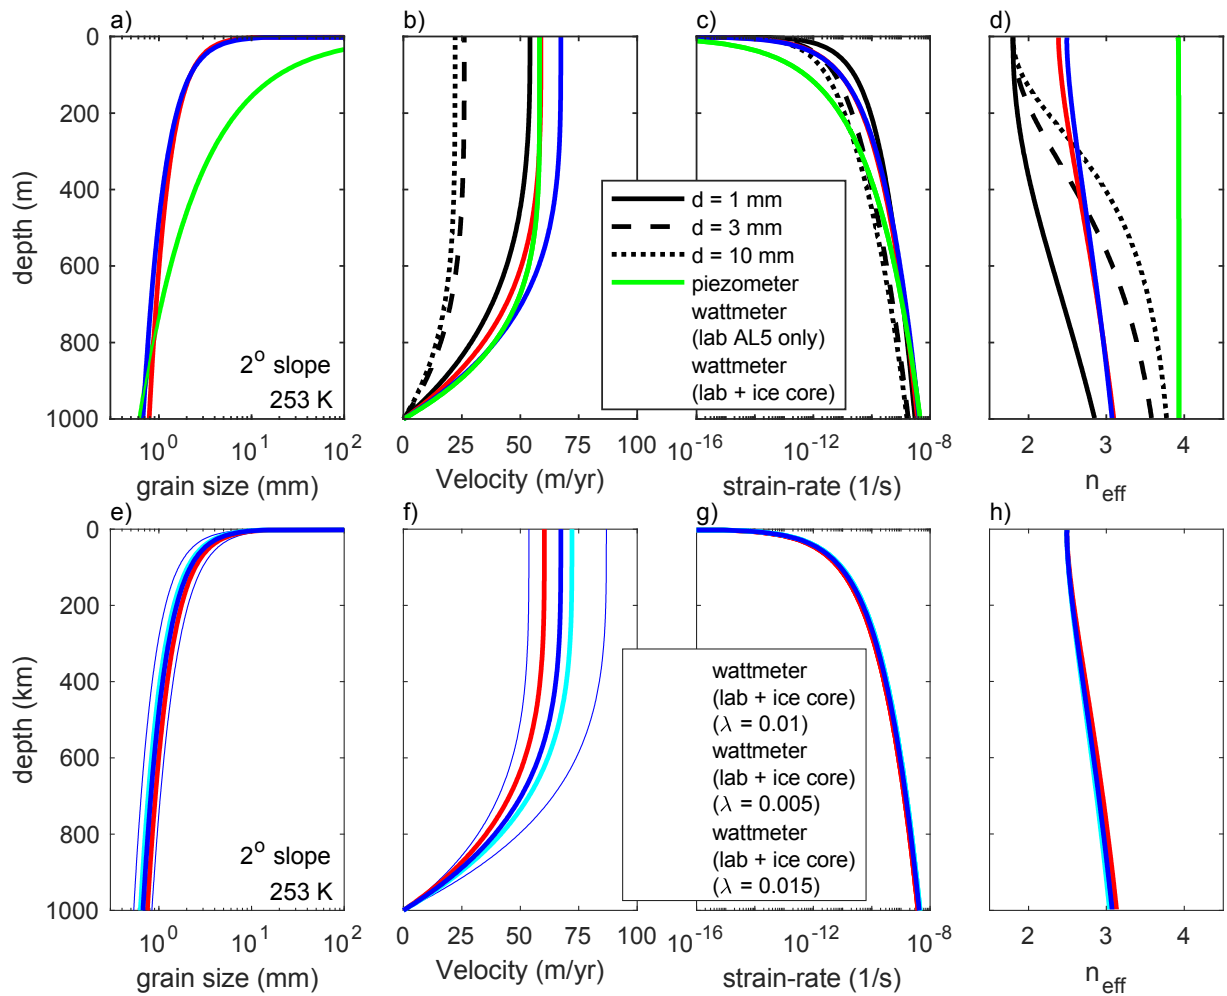 a)
b)
c)
d)
0
200
400
600
800
1000
depth (m)
2o slope
253 K
10^0 10^1 10^2
grain size (mm)
0 25 50 75 100
Velocity (m/yr)
d = 1 mm
d = 3 mm
d = 10 mm
piezometer
wattmeter
(lab AL5 only)
wattmeter
(lab + ice core)
10^-16 10^-12 10^-8
strain-rate (1/s)
2 3 4
n_eff
e)
f)
g)
h)
0
200
400
600
800
1000
depth (km)
2o slope
253 K
10^0 10^1 10^2
grain size (mm)
0 25 50 75 100
Velocity (m/yr)
wattmeter
(lab + ice core)
(λ = 0.01)
wattmeter
(lab + ice core)
(λ = 0.005)
wattmeter
(lab + ice core)
(λ = 0.015)
10^-16 10^-12 10^-8
strain-rate (1/s)
2 3 4
n_eff